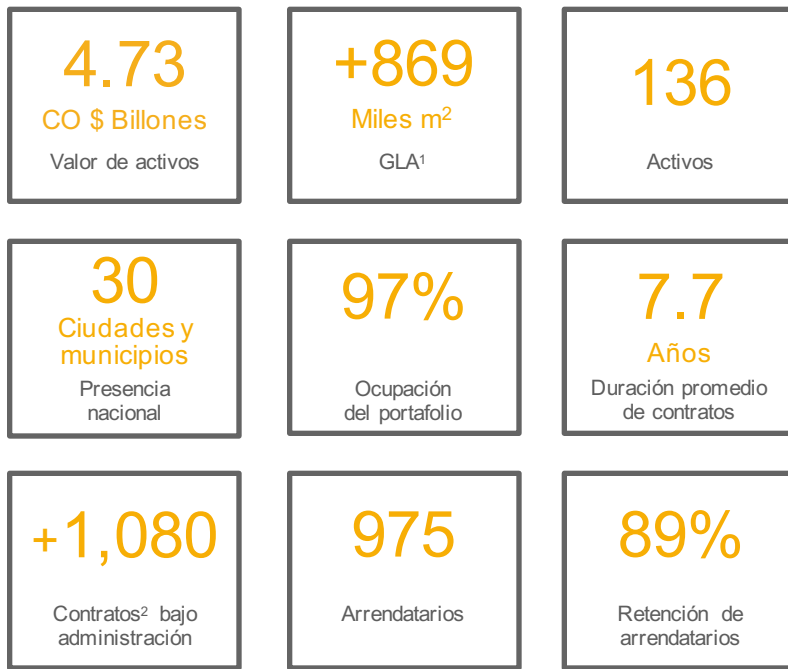 4.73
CO $ Billones
Valor de activos
+869
Miles m²
GLA¹
136
Activos
30
Ciudades y
municipios
Presencia
nacional
97%
Ocupación
del portafolio
7.7
Años
Duración promedio
de contratos
+1,080
Contratos² bajo
administración
975
Arrendatarios
89%
Retención de
arrendatarios